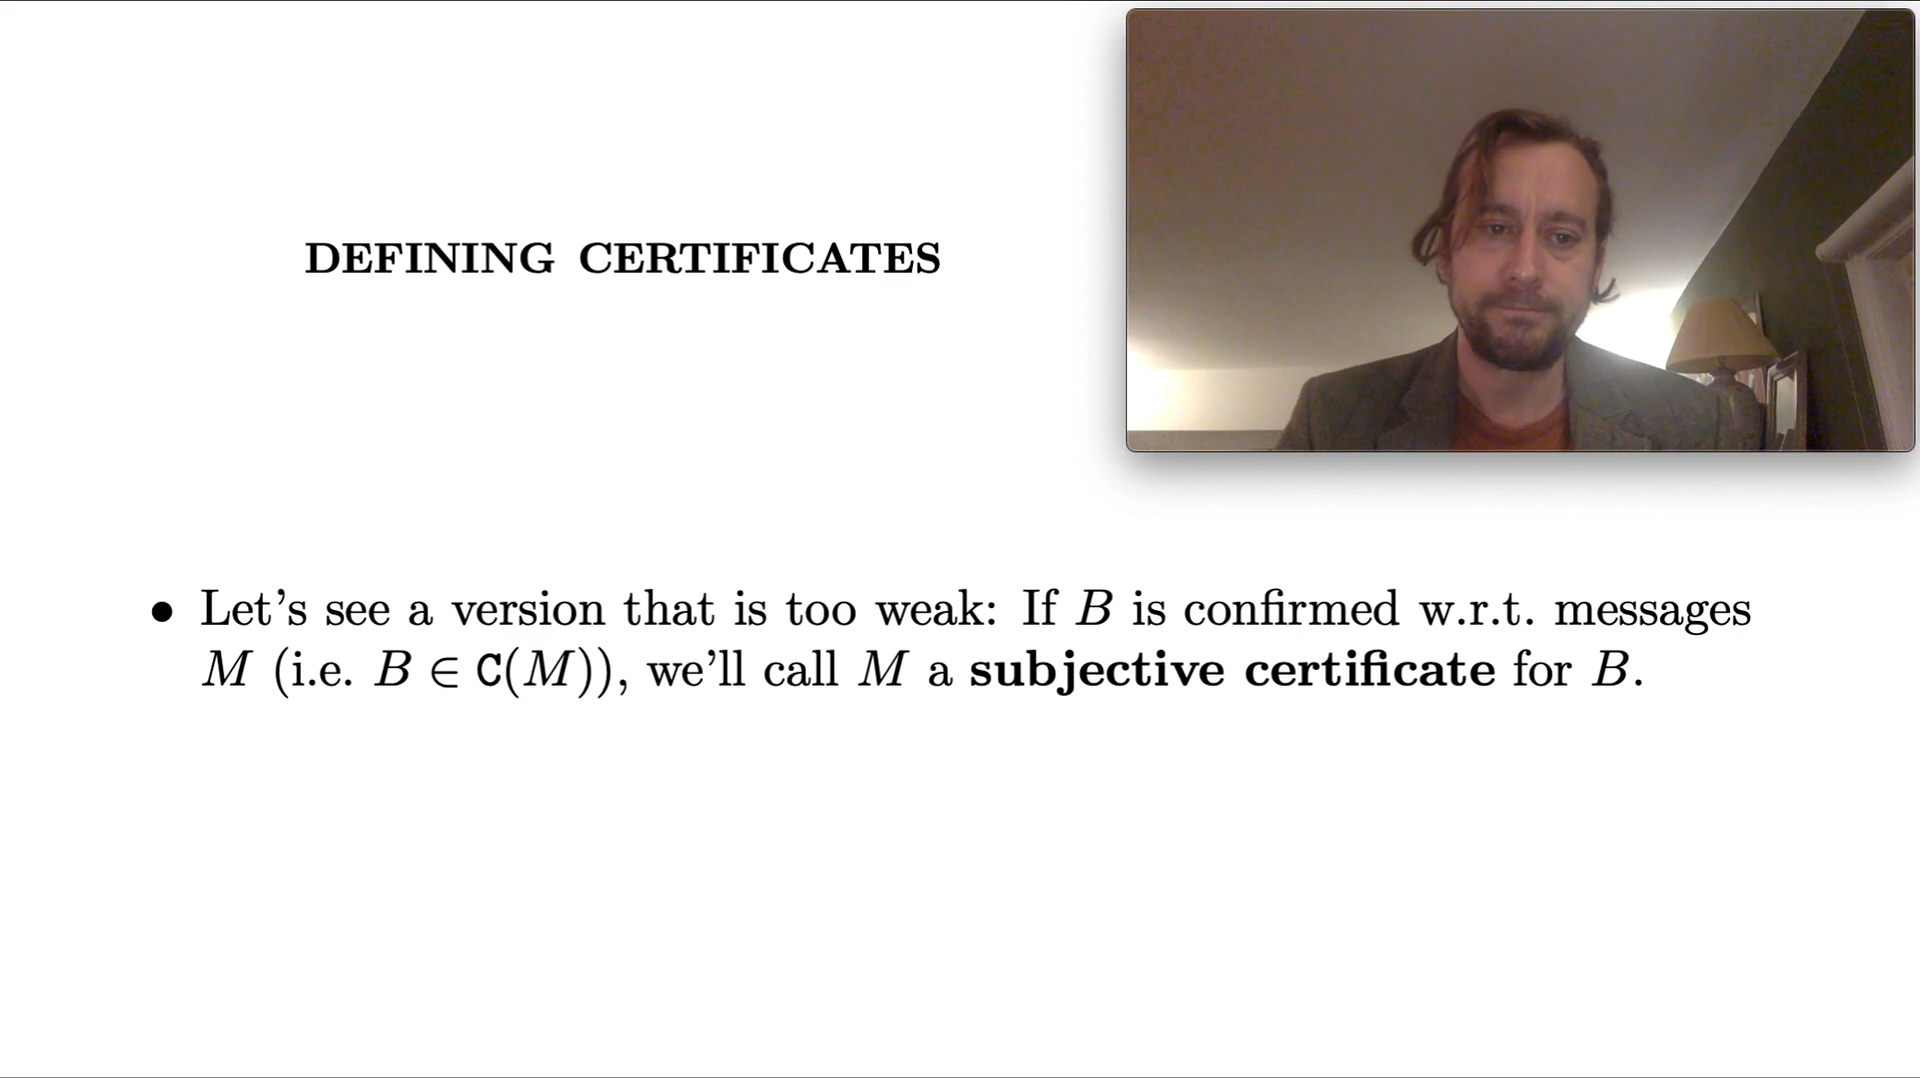 DEFINING CERTIFICATES
• Let's see a version that is too weak: If B is confirmed w.r.t. messages
M (i.e. B ∈ C(M)), we'll call M a subjective certificate for B.